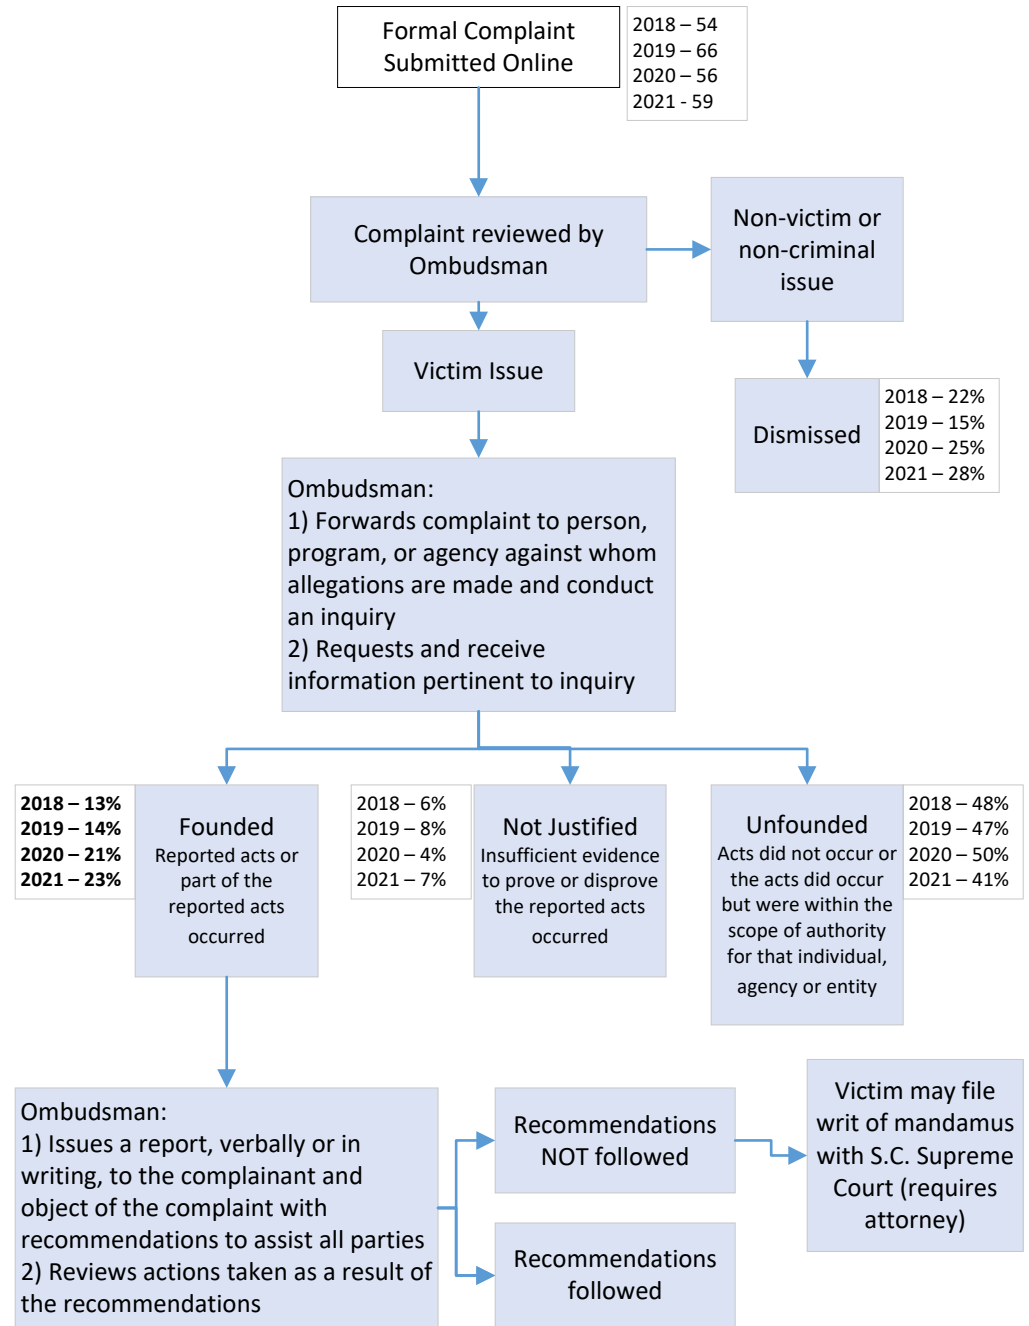 Formal Complaint
Submitted Online
2018 – 54
2019 – 66
2020 – 56
2021 - 59
Complaint reviewed by
Ombudsman
Non-victim or
non-criminal
issue
Victim Issue
Dismissed
2018 – 22%
2019 – 15%
2020 – 25%
2021 – 28%
Ombudsman:
1) Forwards complaint to person,
program, or agency against whom
allegations are made and conduct
an inquiry
2) Requests and receive
information pertinent to inquiry
2018 – 13%
2019 – 14%
2020 – 21%
2021 – 23%
Founded
Reported acts or
part of the
reported acts
occurred
2018 – 6%
2019 – 8%
2020 – 4%
2021 – 7%
Not Justified
Insufficient evidence
to prove or disprove
the reported acts
occurred
Unfounded
Acts did not occur or
the acts did occur
but were within the
scope of authority
for that individual,
agency or entity
2018 – 48%
2019 – 47%
2020 – 50%
2021 – 41%
Ombudsman:
1) Issues a report, verbally or in
writing, to the complainant and
object of the complaint with
recommendations to assist all parties
2) Reviews actions taken as a result of
the recommendations
Recommendations
NOT followed
Victim may file
writ of mandamus
with S.C. Supreme
Court (requires
attorney)
Recommendations
followed